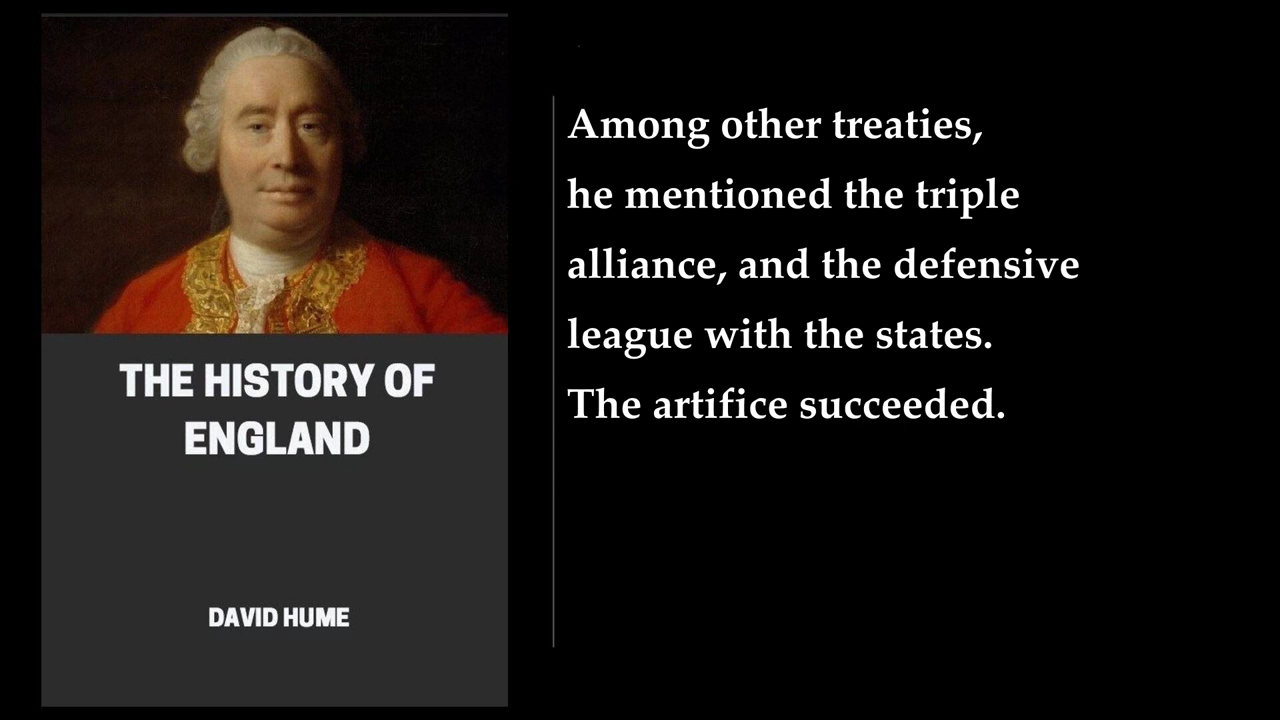 THE HISTORY OF
ENGLAND
DAVID HUME
Among other treaties,
he mentioned the triple
alliance, and the defensive
league with the states.
The artifice succeeded.